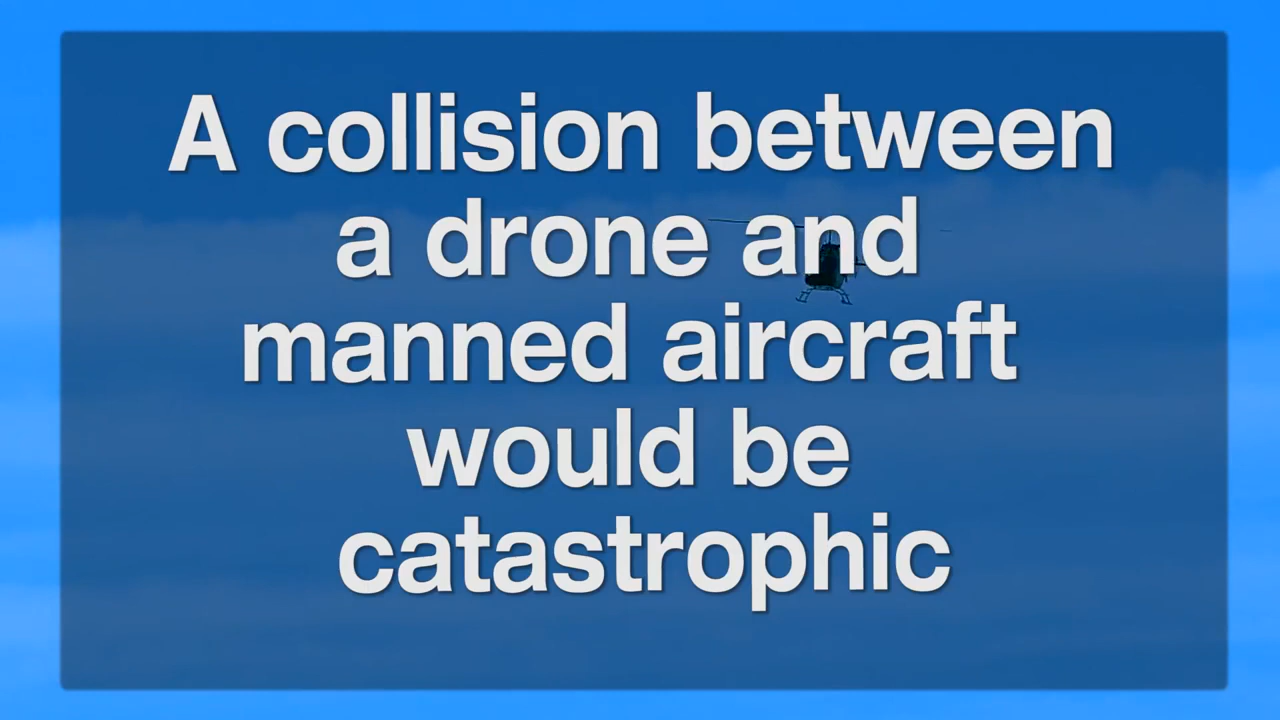 A collision between
a drone and
manned aircraft
would be
catastrophic